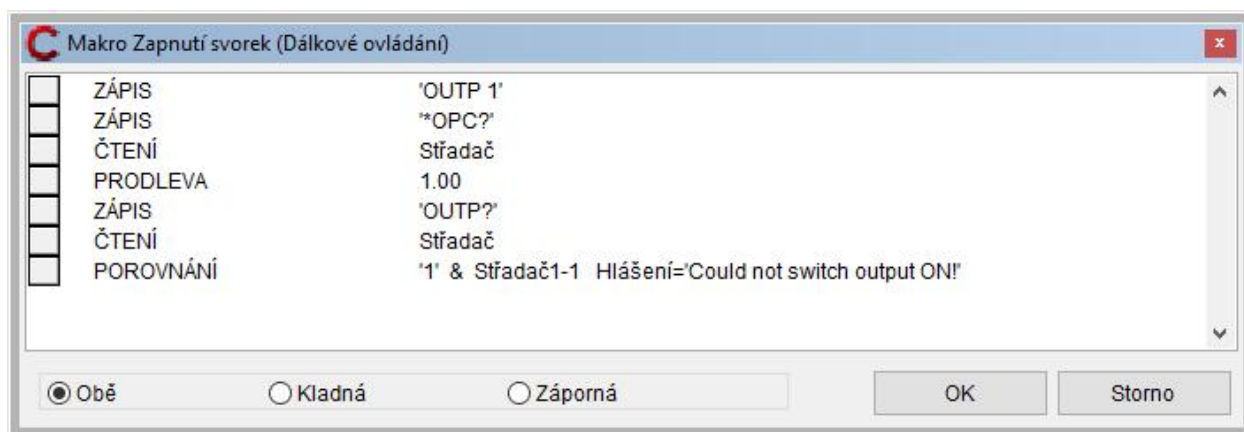 Makro Zapnutí svorek (Dálkové ovládání)
ZÁPIS 'OUTP 1'
ZÁPIS '*OPC?'
ČTENÍ Střadač
PRODLEVA 1.00
ZÁPIS 'OUTP?'
ČTENÍ Střadač
POROVNÁNÍ '1' & Střadač1-1 Hlášení='Could not switch output ON!'
Obě Kladná Záporná OK Storno